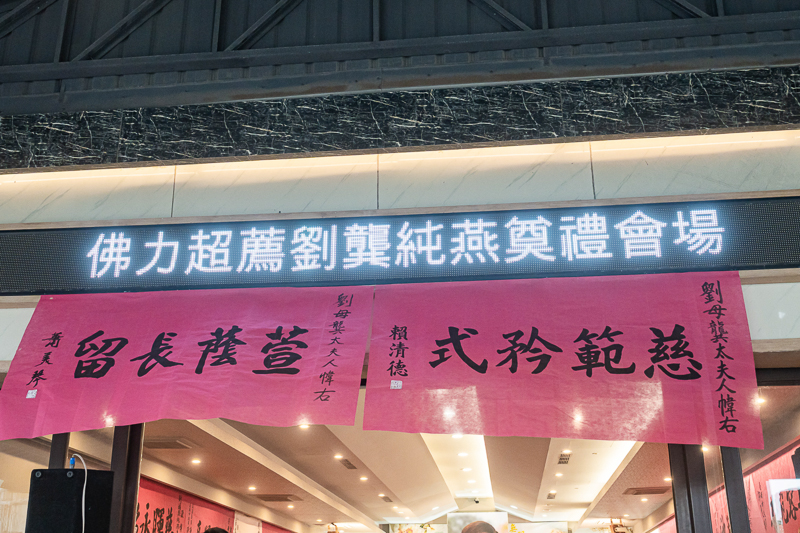 佛力超薦劉龔純燕奠禮會場
劉母龔太夫人幃右
慈範矜式
賴清德
劉母龔太夫人幃右
萱蔭長留
蕭美琴